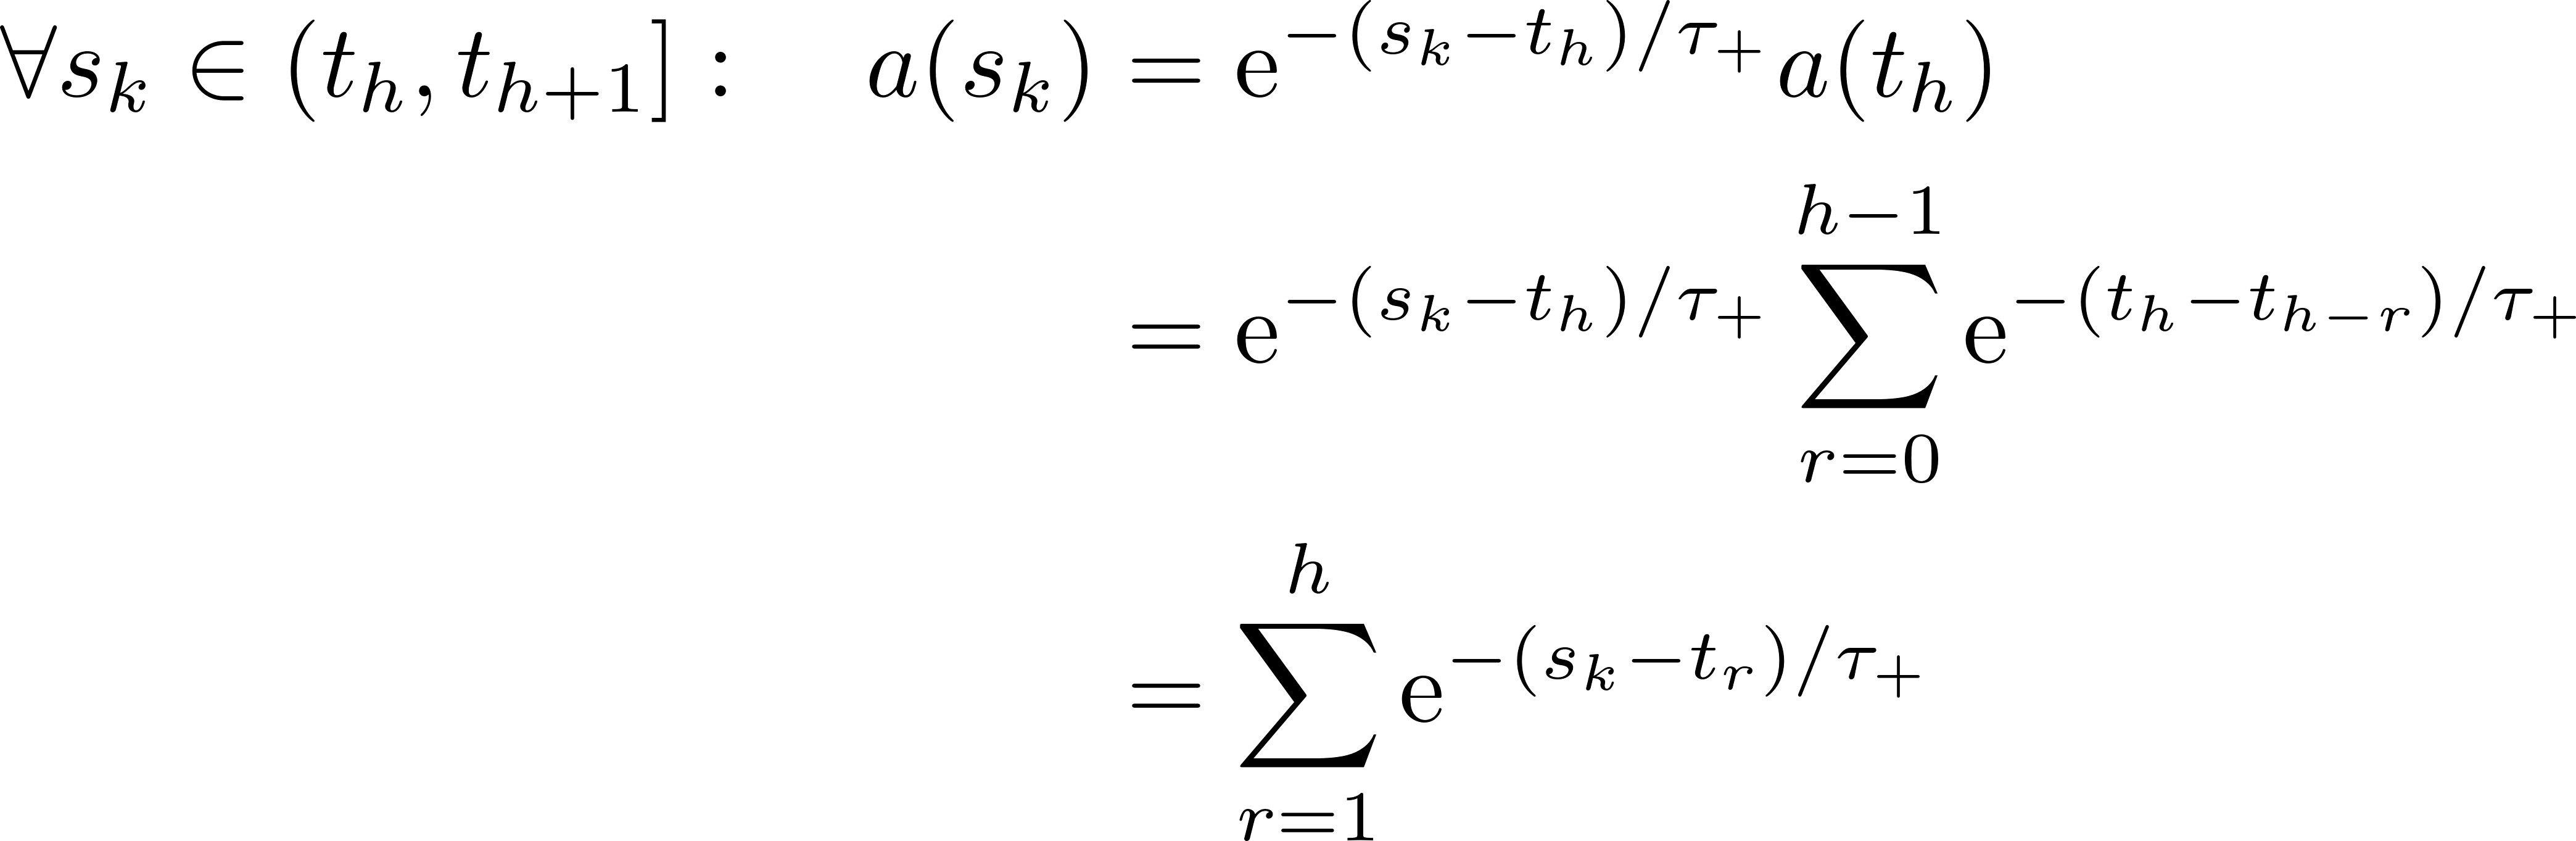 ∀s_k ∈ (t_h, t_{h+1}] : a(s_k) = e^{−(s_k−t_h)/τ_+} a(t_h)
= e^{−(s_k−t_h)/τ_+} ∑_{r=0}^{h−1} e^{−(t_h−t_{h−r})/τ_+}
= ∑_{r=1}^{h} e^{−(s_k−t_r)/τ_+}